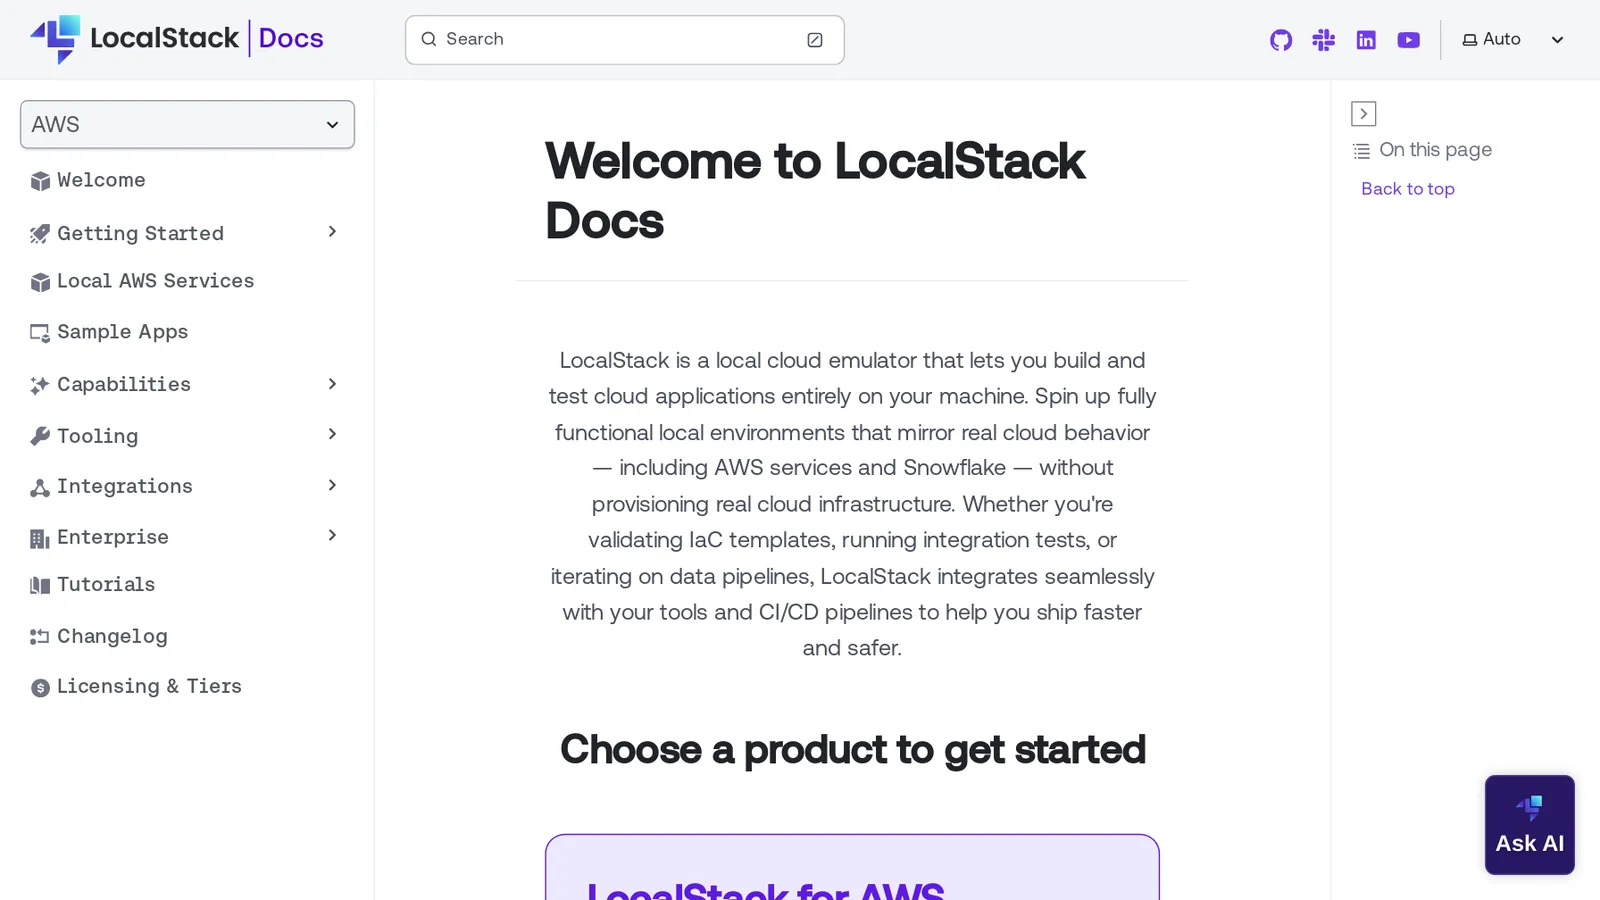 LocalStack | Docs
Search
Auto
AWS
Welcome
Getting Started
Local AWS Services
Sample Apps
Capabilities
Tooling
Integrations
Enterprise
Tutorials
Changelog
Licensing & Tiers
Welcome to LocalStack
Docs
LocalStack is a local cloud emulator that lets you build and
test cloud applications entirely on your machine. Spin up fully
functional local environments that mirror real cloud behavior
— including AWS services and Snowflake — without
provisioning real cloud infrastructure. Whether you're
validating IaC templates, running integration tests, or
iterating on data pipelines, LocalStack integrates seamlessly
with your tools and CI/CD pipelines to help you ship faster
and safer.
Choose a product to get started
LocalStack for AWS
On this page
Back to top
Ask AI